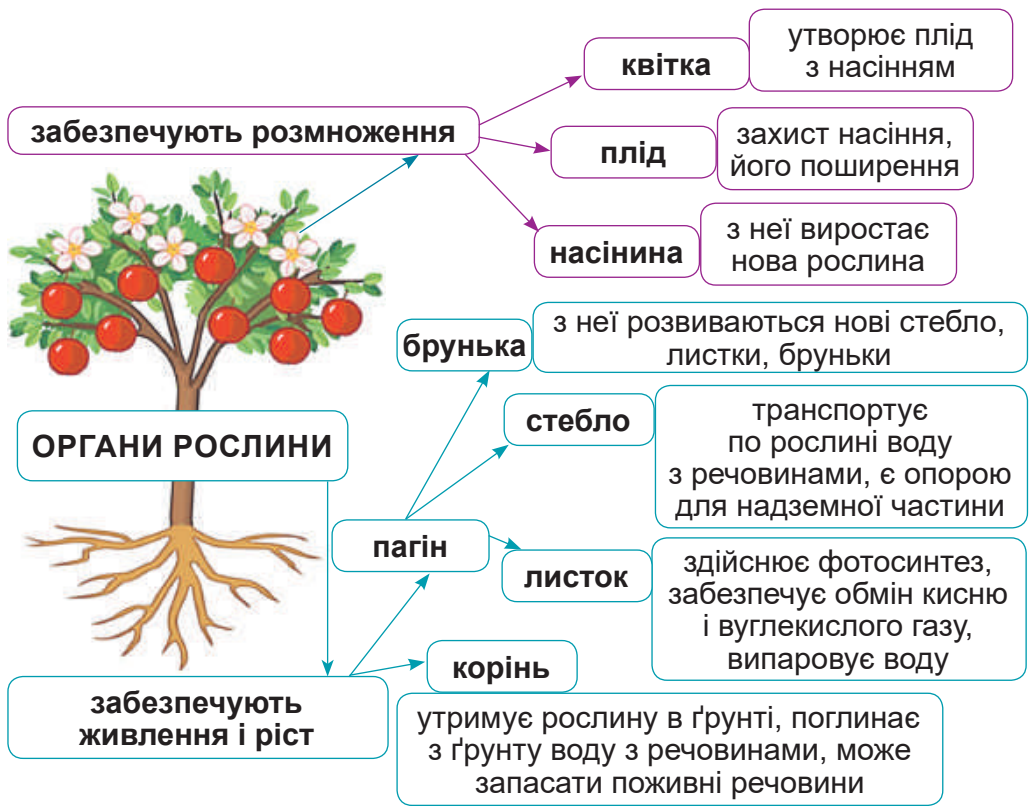 квітка
утворює плід
з насінням
забезпечують розмноження
плід
захист насіння,
його поширення
насінина
з неї виростає
нова рослина
брунька
з неї розвиваються нові стебло,
листки, бруньки
стебло
транспортує
по рослині воду
з речовинами, є опорою
для надземної частини
ОРГАНИ РОСЛИНИ
пагін
листок
здійснює фотосинтез,
забезпечує обмін кисню
і вуглекислого газу,
випаровує воду
корінь
забезпечують
живлення і ріст
утримує рослину в ґрунті, поглинає
з ґрунту воду з речовинами, може
запасати поживні речовини